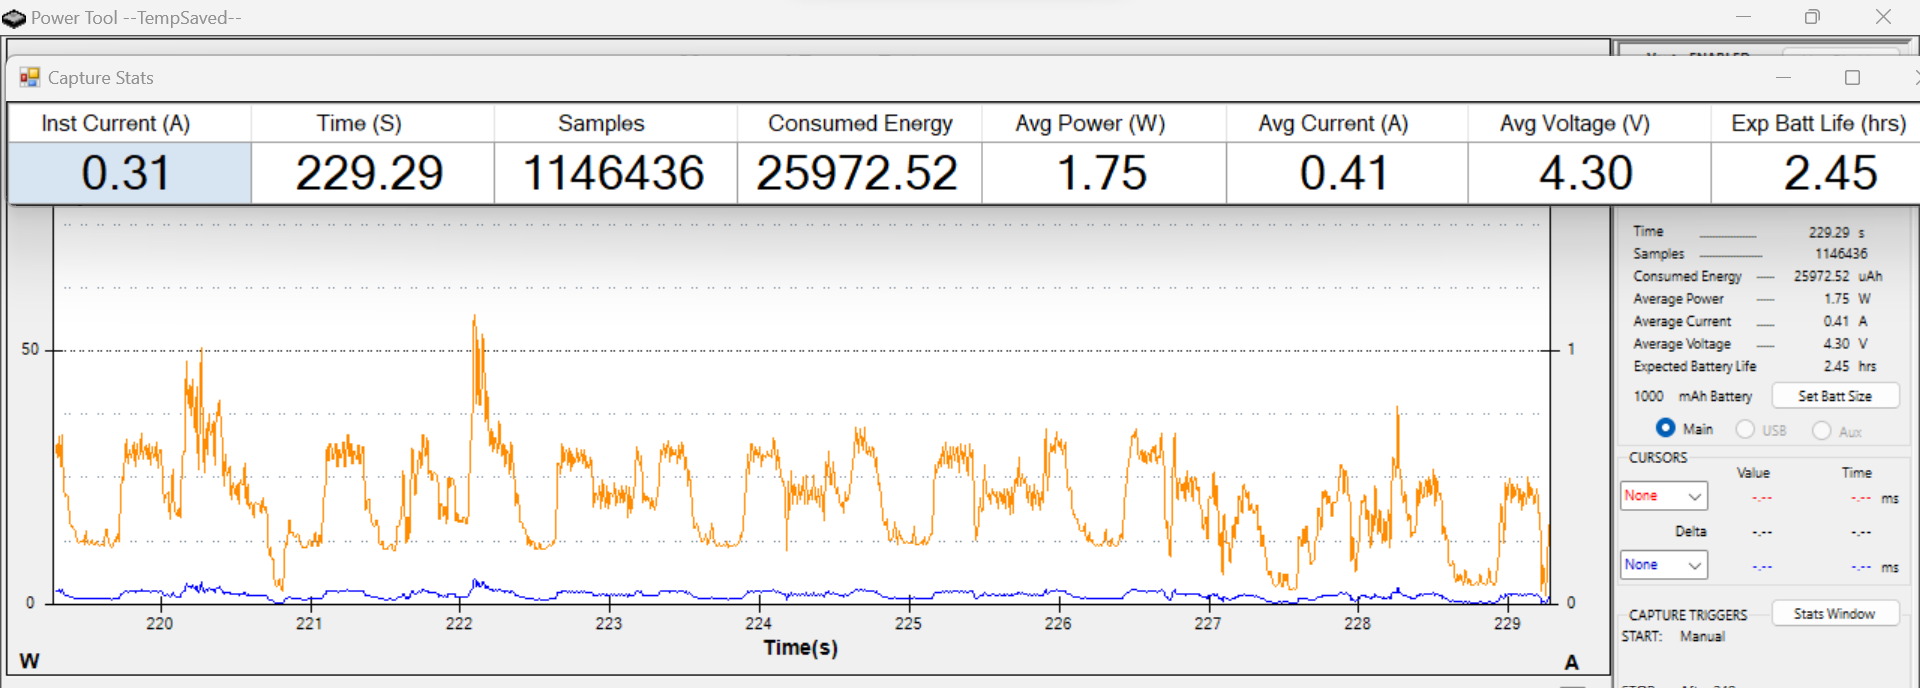 Power Tool --TempSaved--
Capture Stats
Inst Current (A) Time (S) Samples Consumed Energy Avg Power (W) Avg Current (A) Avg Voltage (V) Exp Batt Life (hrs)
0.31 229.29 1146436 25972.52 1.75 0.41 4.30 2.45
Time 229.29 s
Samples 1146436
Consumed Energy 25972.52 uAh
Average Power 1.75 W
Average Current 0.41 A
Average Voltage 4.30 V
Expected Battery Life 2.45 hrs
1000 mAh Battery Set Batt Size
Main USB Aux
CURSORS
Value Time
None -.-- -.-- ms
Delta -.-- -.--
None -.-- -.-- ms
CAPTURE TRIGGERS Stats Window
START: Manual
50 1
0 0
220 221 222 223 224 225 226 227 228 229
Time(s)
W A